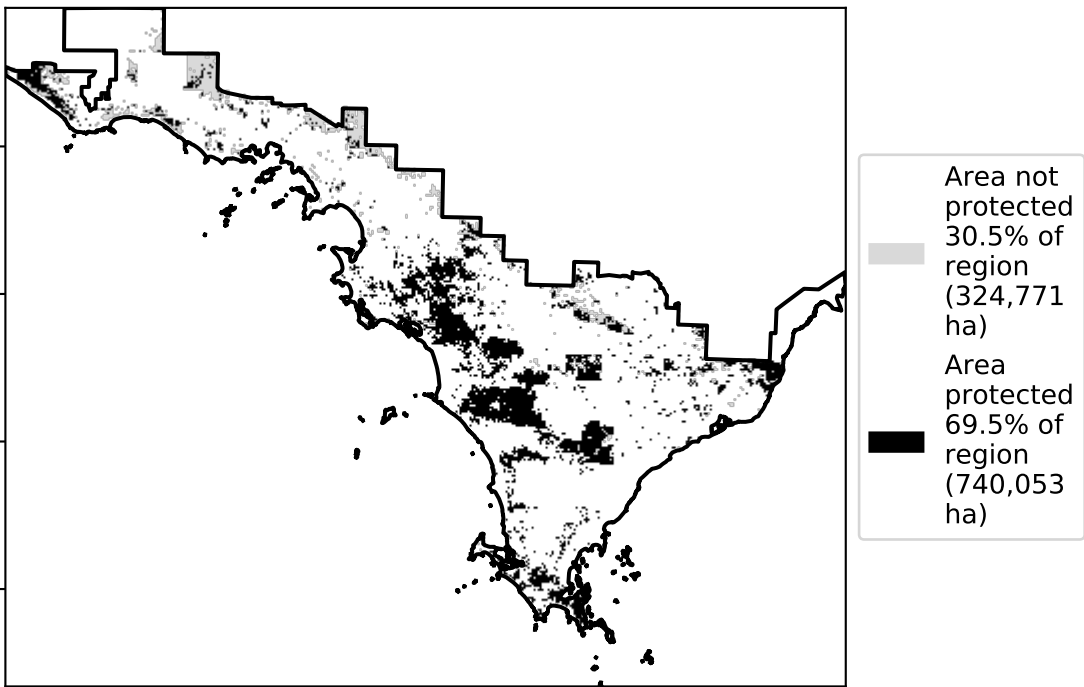 Area not
protected
30.5% of
region
(324,771
ha)
Area
protected
69.5% of
region
(740,053
ha)